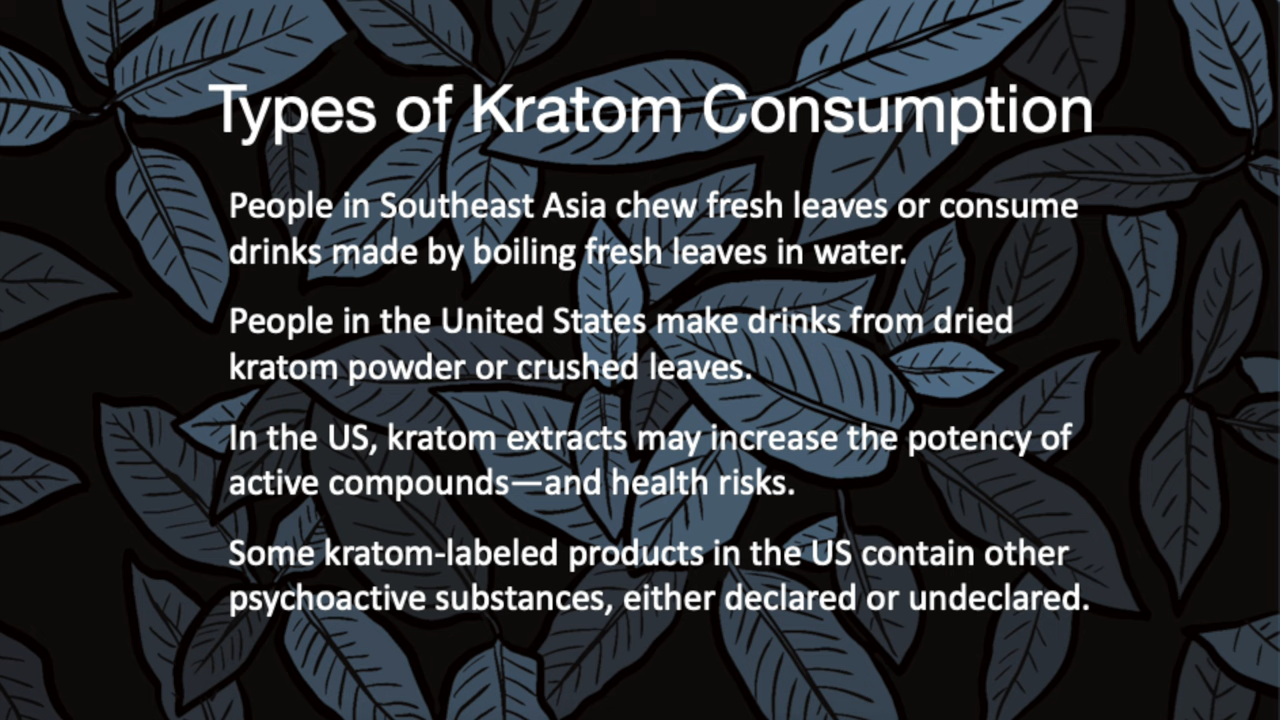 Types of Kratom Consumption
People in Southeast Asia chew fresh leaves or consume
drinks made by boiling fresh leaves in water.
People in the United States make drinks from dried
kratom powder or crushed leaves.
In the US, kratom extracts may increase the potency of
active compounds—and health risks.
Some kratom-labeled products in the US contain other
psychoactive substances, either declared or undeclared.